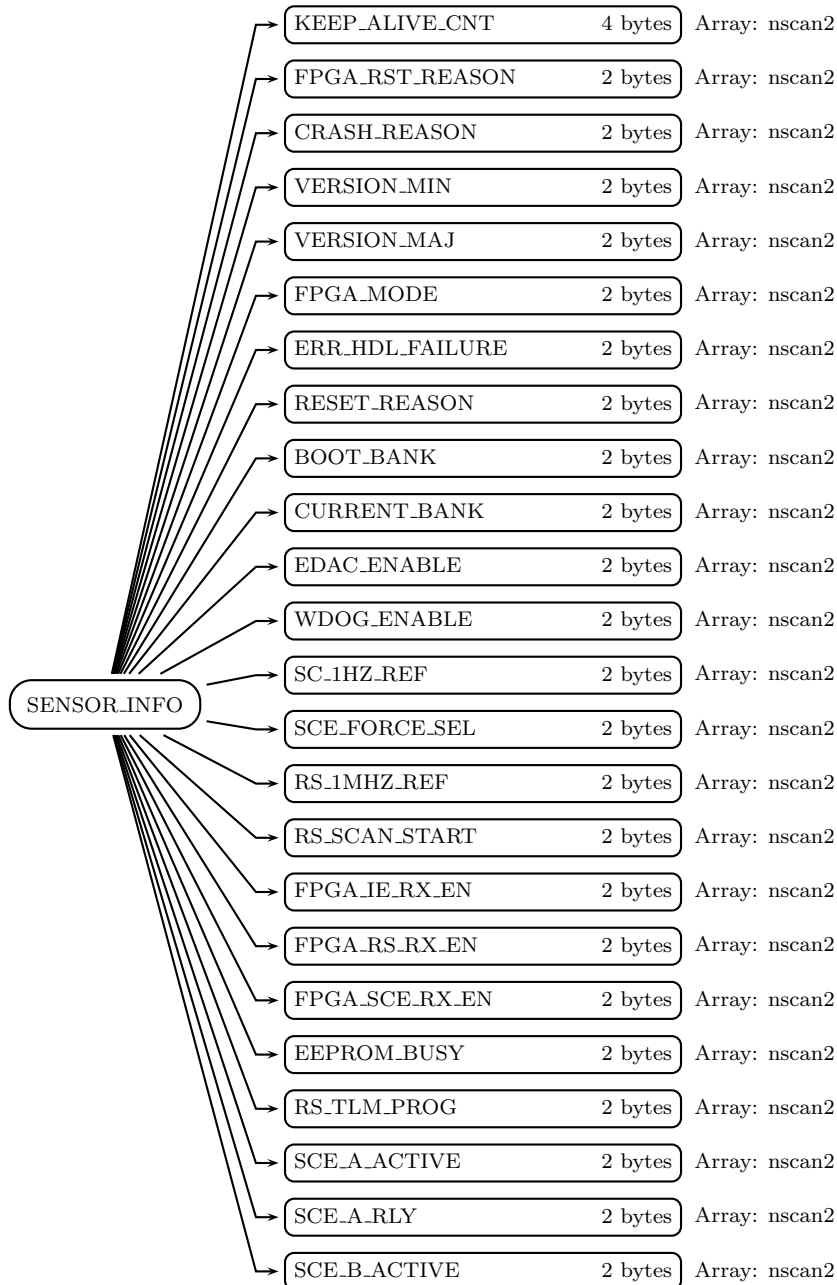 KEEP_ALIVE_CNT 4 bytes Array: nscan2
FPGA_RST_REASON 2 bytes Array: nscan2
CRASH_REASON 2 bytes Array: nscan2
VERSION_MIN 2 bytes Array: nscan2
VERSION_MAJ 2 bytes Array: nscan2
FPGA_MODE 2 bytes Array: nscan2
ERR_HDL_FAILURE 2 bytes Array: nscan2
RESET_REASON 2 bytes Array: nscan2
BOOT_BANK 2 bytes Array: nscan2
CURRENT_BANK 2 bytes Array: nscan2
EDAC_ENABLE 2 bytes Array: nscan2
WDOG_ENABLE 2 bytes Array: nscan2
SC_1HZ_REF 2 bytes Array: nscan2
SENSOR_INFO
SCE_FORCE_SEL 2 bytes Array: nscan2
RS_1MHZ_REF 2 bytes Array: nscan2
RS_SCAN_START 2 bytes Array: nscan2
FPGA_IE_RX_EN 2 bytes Array: nscan2
FPGA_RS_RX_EN 2 bytes Array: nscan2
FPGA_SCE_RX_EN 2 bytes Array: nscan2
EEPROM_BUSY 2 bytes Array: nscan2
RS_TLM_PROG 2 bytes Array: nscan2
SCE_A_ACTIVE 2 bytes Array: nscan2
SCE_A_RLY 2 bytes Array: nscan2
SCE_B_ACTIVE 2 bytes Array: nscan2